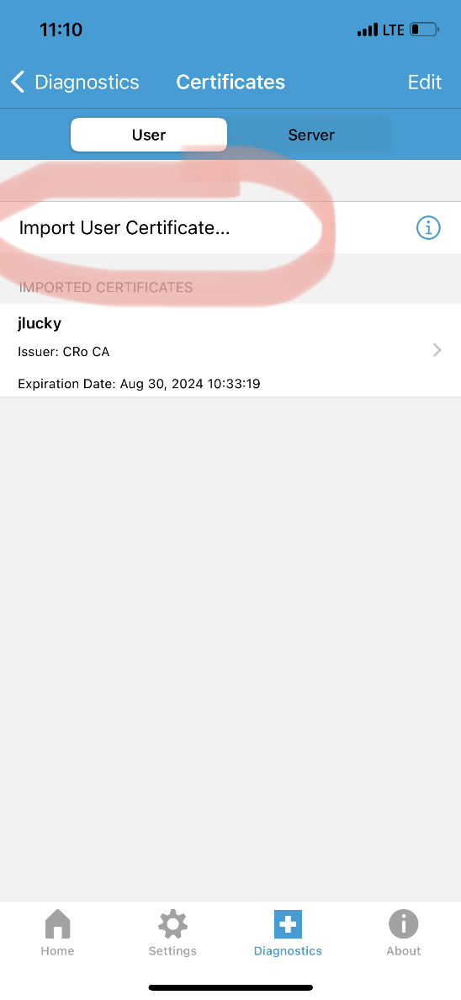 11:10 LTE
Diagnostics Certificates Edit
User Server
Import User Certificate...
IMPORTED CERTIFICATES
jlucky
Issuer: CRo CA
Expiration Date: Aug 30, 2024 10:33:19
Home Settings Diagnostics About